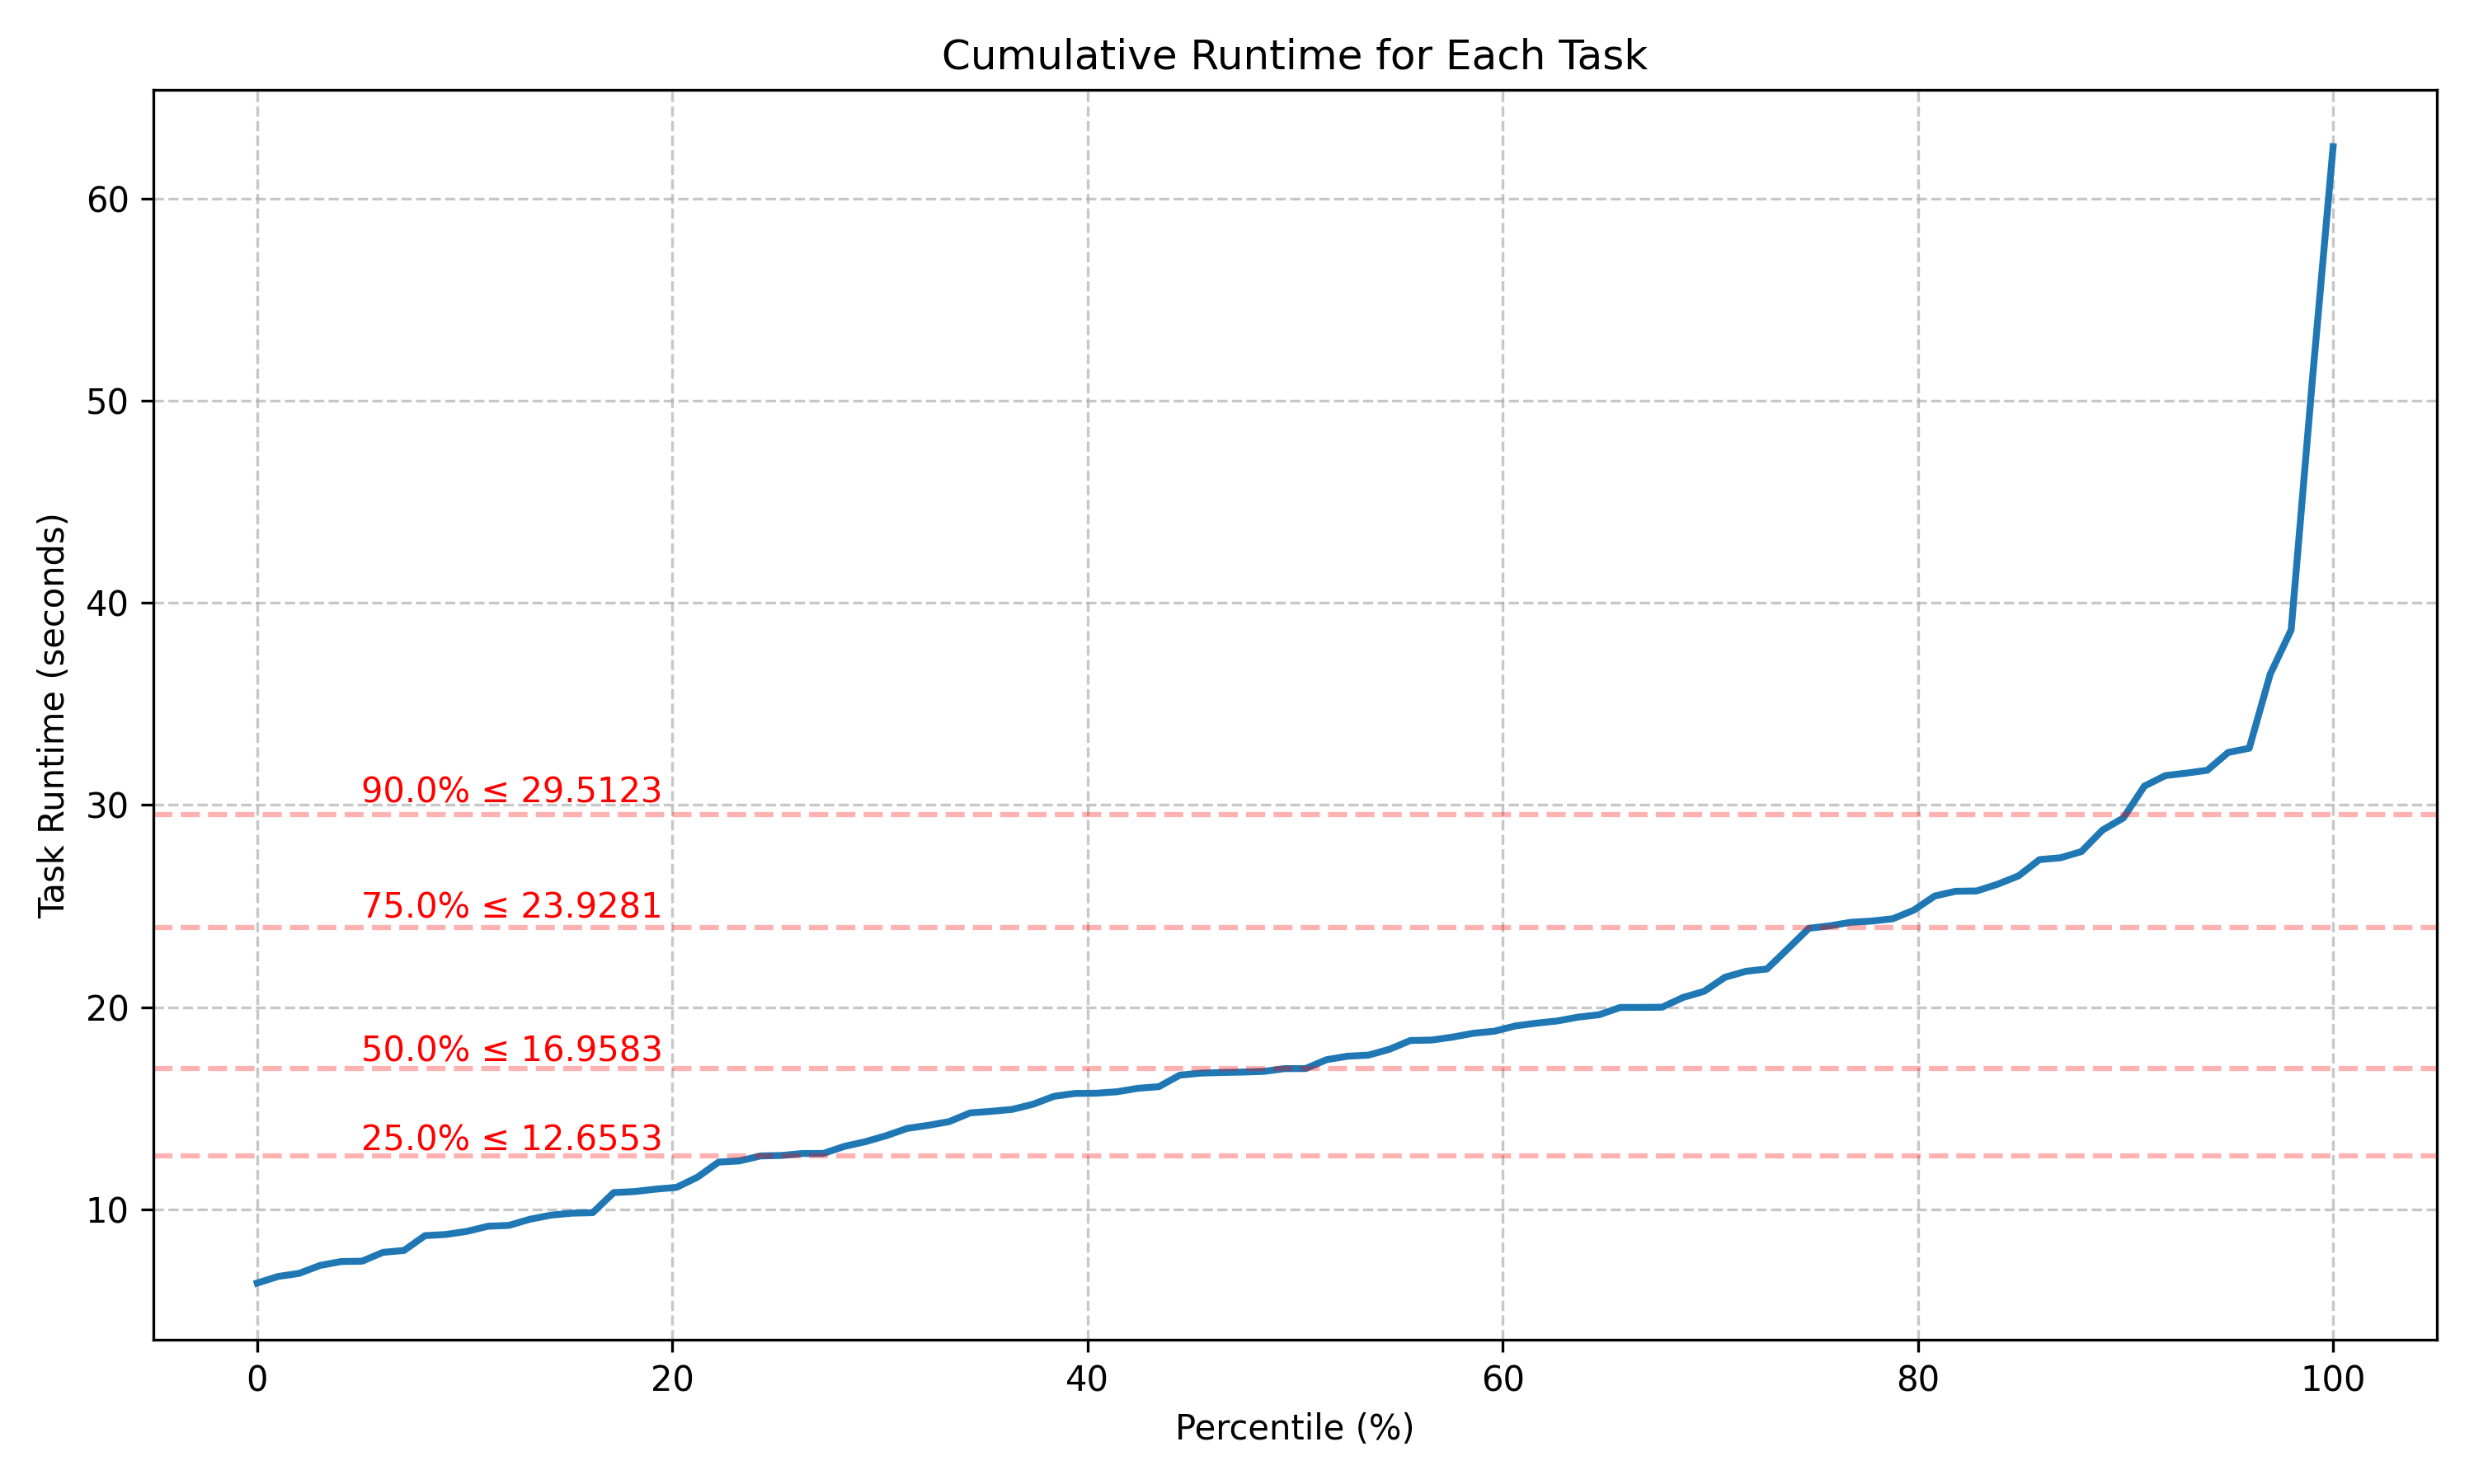 Cumulative Runtime for Each Task
Task Runtime (seconds)
60
50
40
30
20
10
90.0% ≤ 29.5123
75.0% ≤ 23.9281
50.0% ≤ 16.9583
25.0% ≤ 12.6553
0 20 40 60 80 100
Percentile (%)